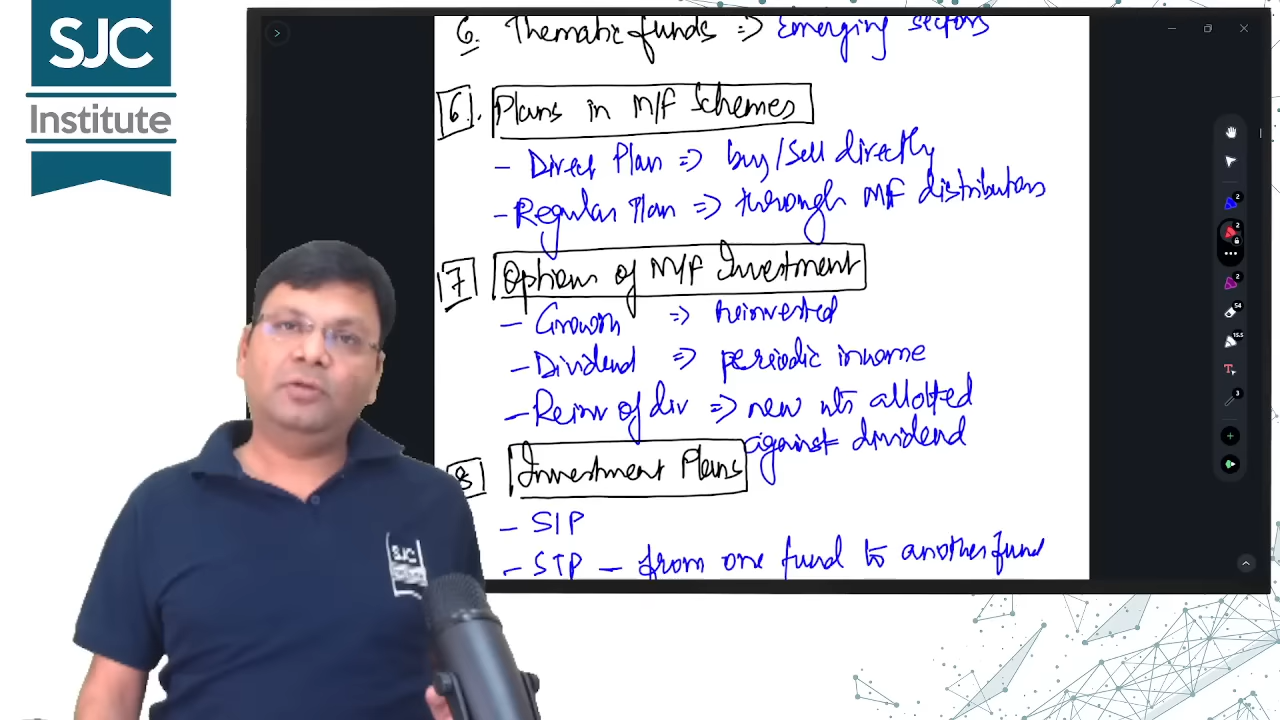 SJC
Institute
6. Thematic funds => Emerging sectors
6. Plans in M/F Schemes
- Direct Plan => buy/sell directly
- Regular Plan => through M/F distributors
7 Options of M/F Investment
- Growth => reinvested
- Dividend => periodic income
- Reinv of div => new uts allotted
against dividend
8 Investment Plans
- SIP
- STP - from one fund to another fund
SJC